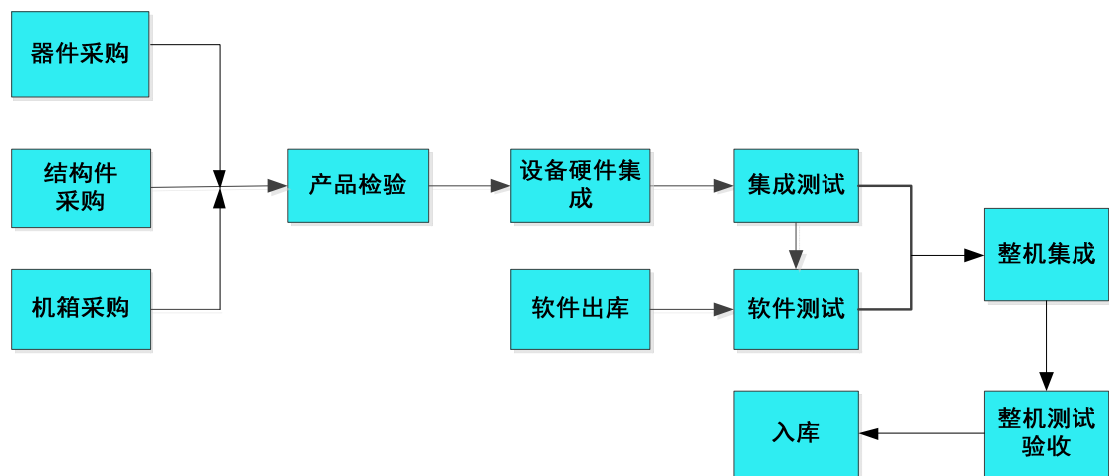 器件采购
结构件
采购
机箱采购
产品检验
设备硬件集
成
软件出库
集成测试
软件测试
整机集成
整机测试
验收
入库